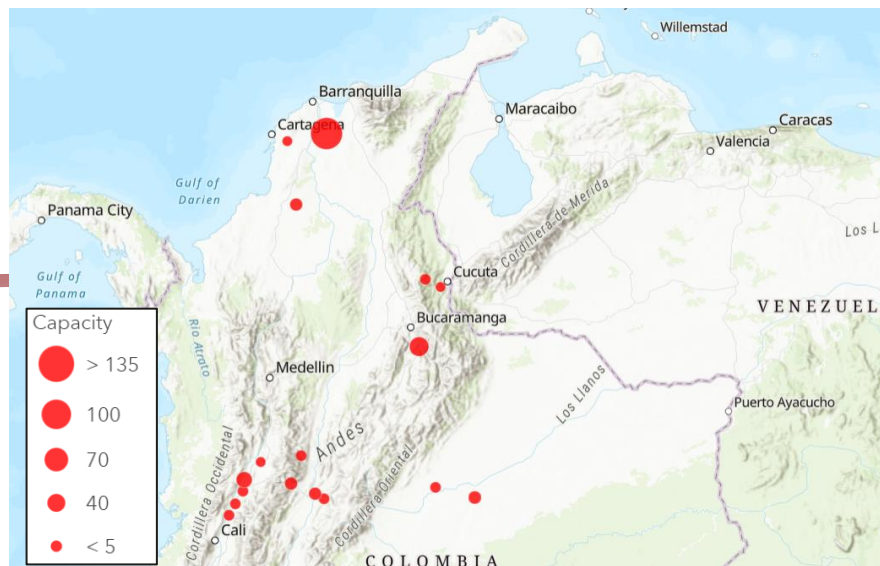 Willemstad
Barranquilla
Maracaibo
Cartagena
Caracas
Valencia
Gulf of
Darien
Panama City
Cordillera de Merida
Los L
Gulf of
Panama
Cucuta
VENEZUEL
Bucaramanga
Rio Atrato
Medellin
Los Llanos
Puerto Ayacucho
Andes
Cordillera Occidental
Cordillera Oriental
Cali
COLOMBIA
Capacity
> 135
100
70
40
< 5